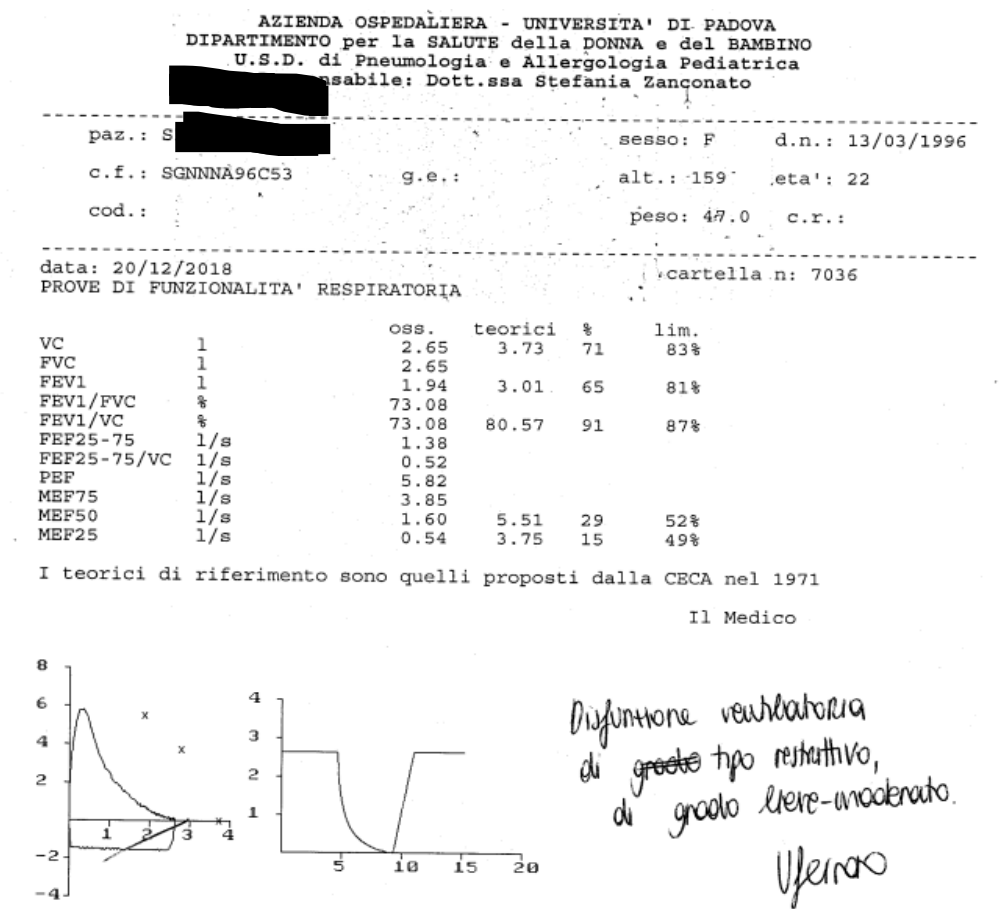 AZIENDA OSPEDALIERA - UNIVERSITA' DI PADOVA
DIPARTIMENTO per la SALUTE della DONNA e del BAMBINO
U.S.D. di Pneumologia e Allergologia Pediatrica
nsabile: Dott.ssa Stefania Zanconato
paz.: S sesso: F d.n.: 13/03/1996
c.f.: SGNNNA96C53 g.e.: alt.: 159 eta': 22
cod.: peso: 47.0 c.r.:
data: 20/12/2018 cartella n: 7036
PROVE DI FUNZIONALITA' RESPIRATORIA
oss. teorici % lim.
VC l 2.65 3.73 71 83%
FVC l 2.65
FEV1 l 1.94 3.01 65 81%
FEV1/FVC % 73.08
FEV1/VC % 73.08 80.57 91 87%
FEF25-75 l/s 1.38
FEF25-75/VC l/s 0.52
PEF l/s 5.82
MEF75 l/s 3.85
MEF50 l/s 1.60 5.51 29 52%
MEF25 l/s 0.54 3.75 15 49%
I teorici di riferimento sono quelli proposti dalla CECA nel 1971
Il Medico
8
6
4
2
1 2 3 4
-2
-4
4
3
2
1
5 10 15 20
Disfunzione ventilatoria
di grado tipo restrittivo,
di grado lieve-moderato.